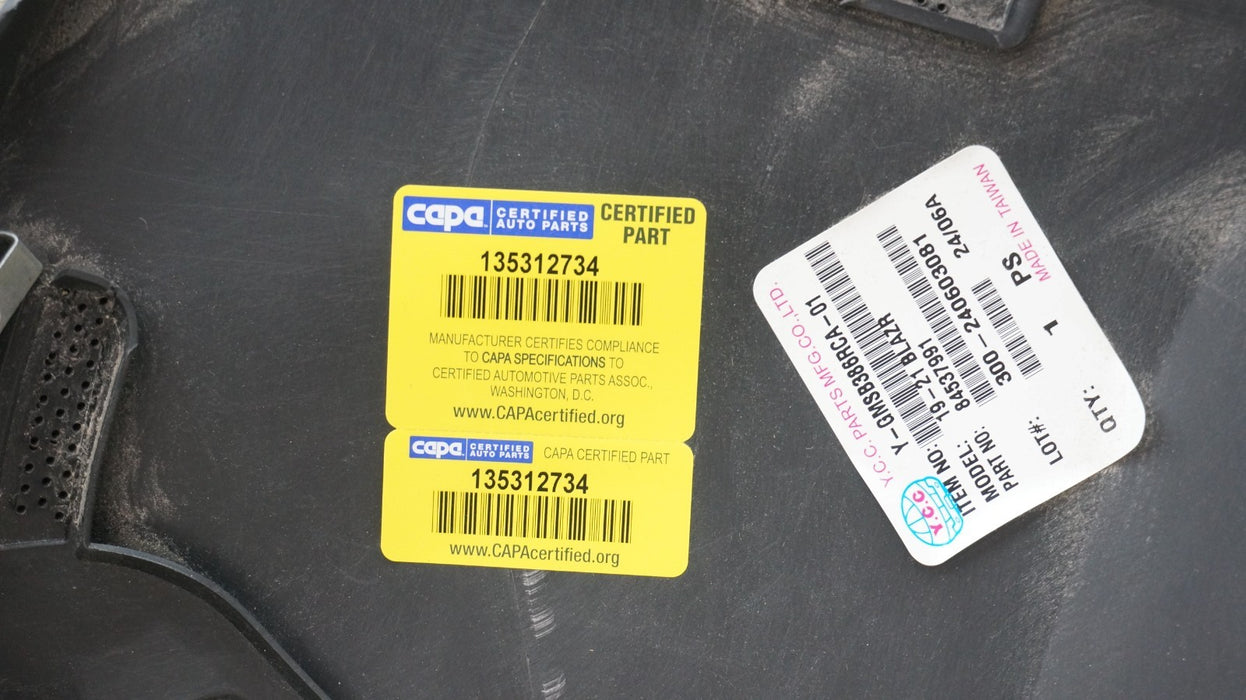 capa CERTIFIED AUTO PARTS
CERTIFIED PART
135312734
MANUFACTURER CERTIFIES COMPLIANCE
TO CAPA SPECIFICATIONS TO
CERTIFIED AUTOMOTIVE PARTS ASSOC.,
WASHINGTON, D.C.
www.CAPAcertified.org
capa CERTIFIED AUTO PARTS CAPA CERTIFIED PART
135312734
www.CAPAcertified.org
Y.C.C. PARTS MFG.CO.,LTD.
ITEM NO: Y-GMSB388RCA-01
MODEL: 19-21 BLAZR
PART NO: 84537991
300-240603081 24/06A
LOT#:
QTY: 1 PS
MADE IN TAIWAN
Y.C.C